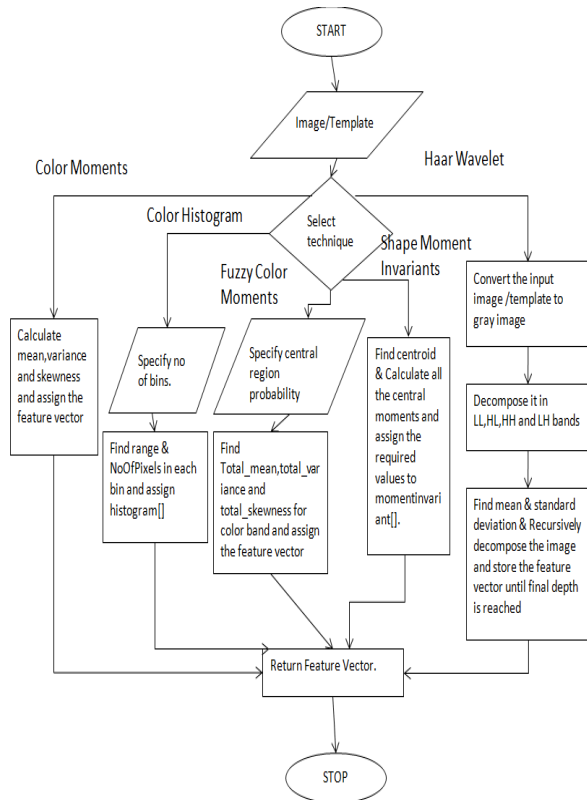 START
Image/Template
Haar Wavelet
Color Moments
Color Histogram
Select
technique
Shape Moment
Invariants
Fuzzy Color
Moments
Calculate
mean,variance
and skewness
and assign the
feature vector
Specify no
of bins.
Find range &
NoOfPixels in each
bin and assign
histogram[]
Specify central
region
probability
Find
Total_mean,total_var
iance and
total_skewness for
color band and assign
the feature vector
Find centroid
& Calculate all
the central
moments and
assign the
required
values to
momentinvari
ant[].
Convert the input
image /template to
gray image
Decompose it in
LL,HL,HH and LH bands
Find mean & standard
deviation & Recursively
decompose the image
and store the feature
vector until final depth
is reached
Return Feature Vector.
STOP